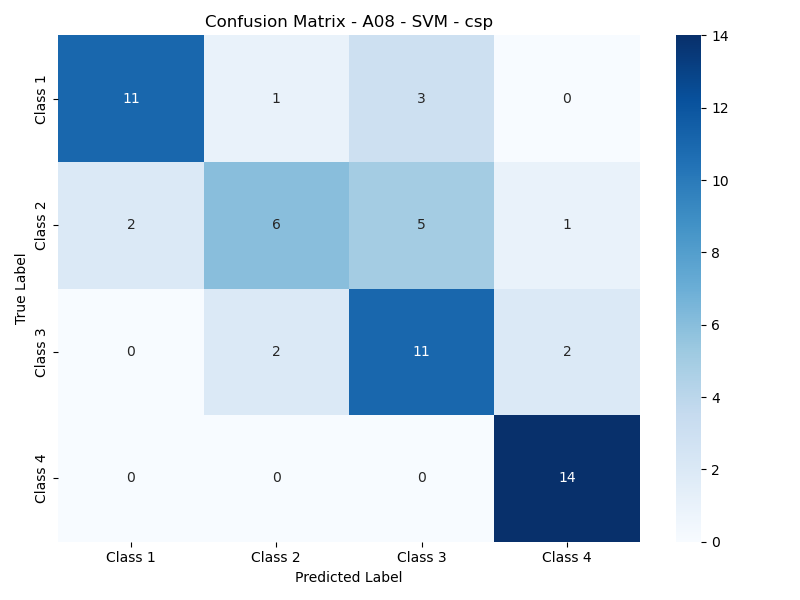 Confusion Matrix - A08 - SVM - csp
True Label
Class 1
11 1 3 0
Class 2
2 6 5 1
Class 3
0 2 11 2
Class 4
0 0 0 14
Class 1 Class 2 Class 3 Class 4
Predicted Label
14
12
10
8
6
4
2
0